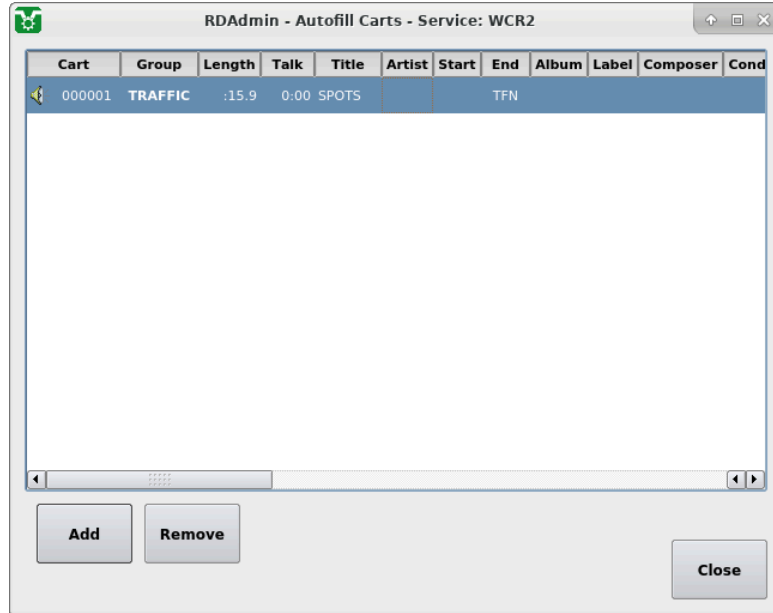 RDAdmin - Autofill Carts - Service: WCR2
Cart Group Length Talk Title Artist Start End Album Label Composer Cond
000001 TRAFFIC :15.9 0:00 SPOTS TFN
Add Remove
Close